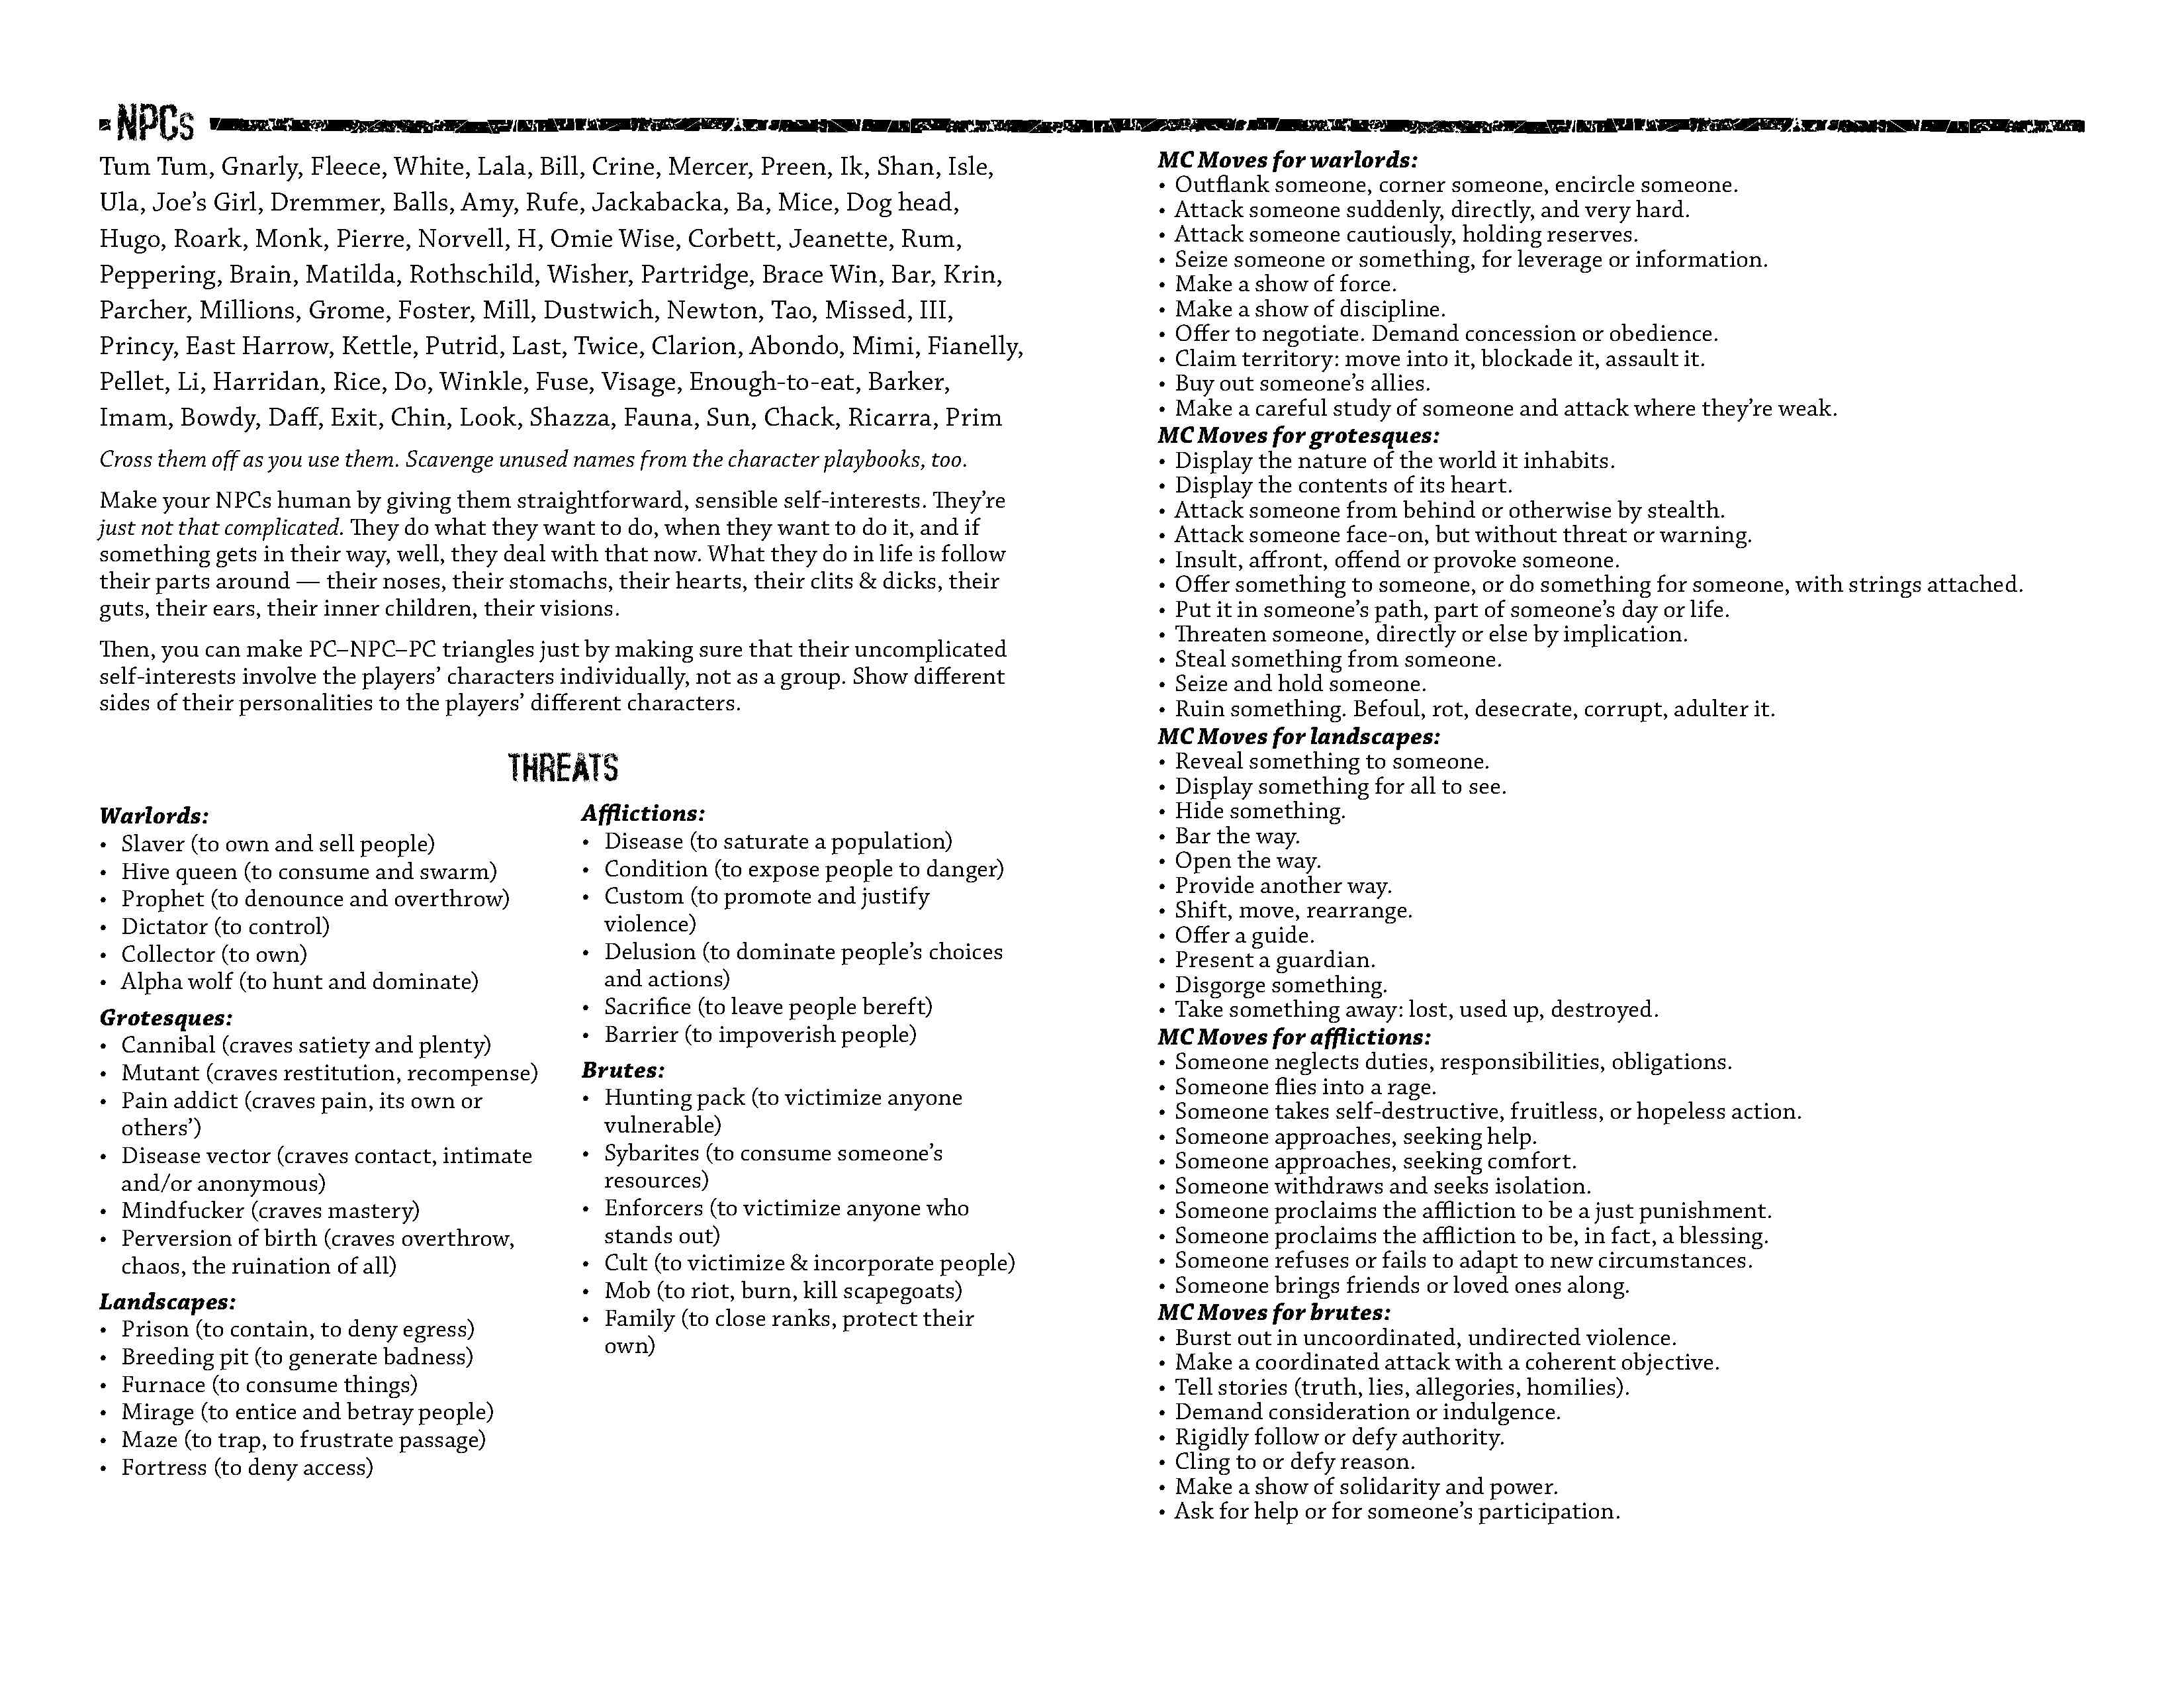 NPCs
Tum Tum, Gnarly, Fleece, White, Lala, Bill, Crine, Mercer, Preen, Ik, Shan, Isle,
Ula, Joe’s Girl, Dremmer, Balls, Amy, Rufe, Jackabacka, Ba, Mice, Dog head,
Hugo, Roark, Monk, Pierre, Norvell, H, Omie Wise, Corbett, Jeanette, Rum,
Peppering, Brain, Matilda, Rothschild, Wisher, Partridge, Brace Win, Bar, Krin,
Parcher, Millions, Grome, Foster, Mill, Dustwich, Newton, Tao, Missed, III,
Princy, East Harrow, Kettle, Putrid, Last, Twice, Clarion, Abondo, Mimi, Fianelly,
Pellet, Li, Harridan, Rice, Do, Winkle, Fuse, Visage, Enough-to-eat, Barker,
Imam, Bowdy, Daff, Exit, Chin, Look, Shazza, Fauna, Sun, Chack, Ricarra, Prim
Cross them off as you use them. Scavenge unused names from the character playbooks, too.
Make your NPCs human by giving them straightforward, sensible self-interests. They’re
just not that complicated. They do what they want to do, when they want to do it, and if
something gets in their way, well, they deal with that now. What they do in life is follow
their parts around — their noses, their stomachs, their hearts, their clits & dicks, their
guts, their ears, their inner children, their visions.
Then, you can make PC–NPC–PC triangles just by making sure that their uncomplicated
self-interests involve the players’ characters individually, not as a group. Show different
sides of their personalities to the players’ different characters.
THREATS
Warlords:
• Slaver (to own and sell people)
• Hive queen (to consume and swarm)
• Prophet (to denounce and overthrow)
• Dictator (to control)
• Collector (to own)
• Alpha wolf (to hunt and dominate)
Grotesques:
• Cannibal (craves satiety and plenty)
• Mutant (craves restitution, recompense)
• Pain addict (craves pain, its own or
others’)
• Disease vector (craves contact, intimate
and/or anonymous)
• Mindfucker (craves mastery)
• Perversion of birth (craves overthrow,
chaos, the ruination of all)
Landscapes:
• Prison (to contain, to deny egress)
• Breeding pit (to generate badness)
• Furnace (to consume things)
• Mirage (to entice and betray people)
• Maze (to trap, to frustrate passage)
• Fortress (to deny access)
Afflictions:
• Disease (to saturate a population)
• Condition (to expose people to danger)
• Custom (to promote and justify
violence)
• Delusion (to dominate people’s choices
and actions)
• Sacrifice (to leave people bereft)
• Barrier (to impoverish people)
Brutes:
• Hunting pack (to victimize anyone
vulnerable)
• Sybarites (to consume someone’s
resources)
• Enforcers (to victimize anyone who
stands out)
• Cult (to victimize & incorporate people)
• Mob (to riot, burn, kill scapegoats)
• Family (to close ranks, protect their
own)
MC Moves for warlords:
• Outflank someone, corner someone, encircle someone.
• Attack someone suddenly, directly, and very hard.
• Attack someone cautiously, holding reserves.
• Seize someone or something, for leverage or information.
• Make a show of force.
• Make a show of discipline.
• Offer to negotiate. Demand concession or obedience.
• Claim territory: move into it, blockade it, assault it.
• Buy out someone’s allies.
• Make a careful study of someone and attack where they’re weak.
MC Moves for grotesques:
• Display the nature of the world it inhabits.
• Display the contents of its heart.
• Attack someone from behind or otherwise by stealth.
• Attack someone face-on, but without threat or warning.
• Insult, affront, offend or provoke someone.
• Offer something to someone, or do something for someone, with strings attached.
• Put it in someone’s path, part of someone’s day or life.
• Threaten someone, directly or else by implication.
• Steal something from someone.
• Seize and hold someone.
• Ruin something. Befoul, rot, desecrate, corrupt, adulter it.
MC Moves for landscapes:
• Reveal something to someone.
• Display something for all to see.
• Hide something.
• Bar the way.
• Open the way.
• Provide another way.
• Shift, move, rearrange.
• Offer a guide.
• Present a guardian.
• Disgorge something.
• Take something away: lost, used up, destroyed.
MC Moves for afflictions:
• Someone neglects duties, responsibilities, obligations.
• Someone flies into a rage.
• Someone takes self-destructive, fruitless, or hopeless action.
• Someone approaches, seeking help.
• Someone approaches, seeking comfort.
• Someone withdraws and seeks isolation.
• Someone proclaims the affliction to be a just punishment.
• Someone proclaims the affliction to be, in fact, a blessing.
• Someone refuses or fails to adapt to new circumstances.
• Someone brings friends or loved ones along.
MC Moves for brutes:
• Burst out in uncoordinated, undirected violence.
• Make a coordinated attack with a coherent objective.
• Tell stories (truth, lies, allegories, homilies).
• Demand consideration or indulgence.
• Rigidly follow or defy authority.
• Cling to or defy reason.
• Make a show of solidarity and power.
• Ask for help or for someone’s participation.